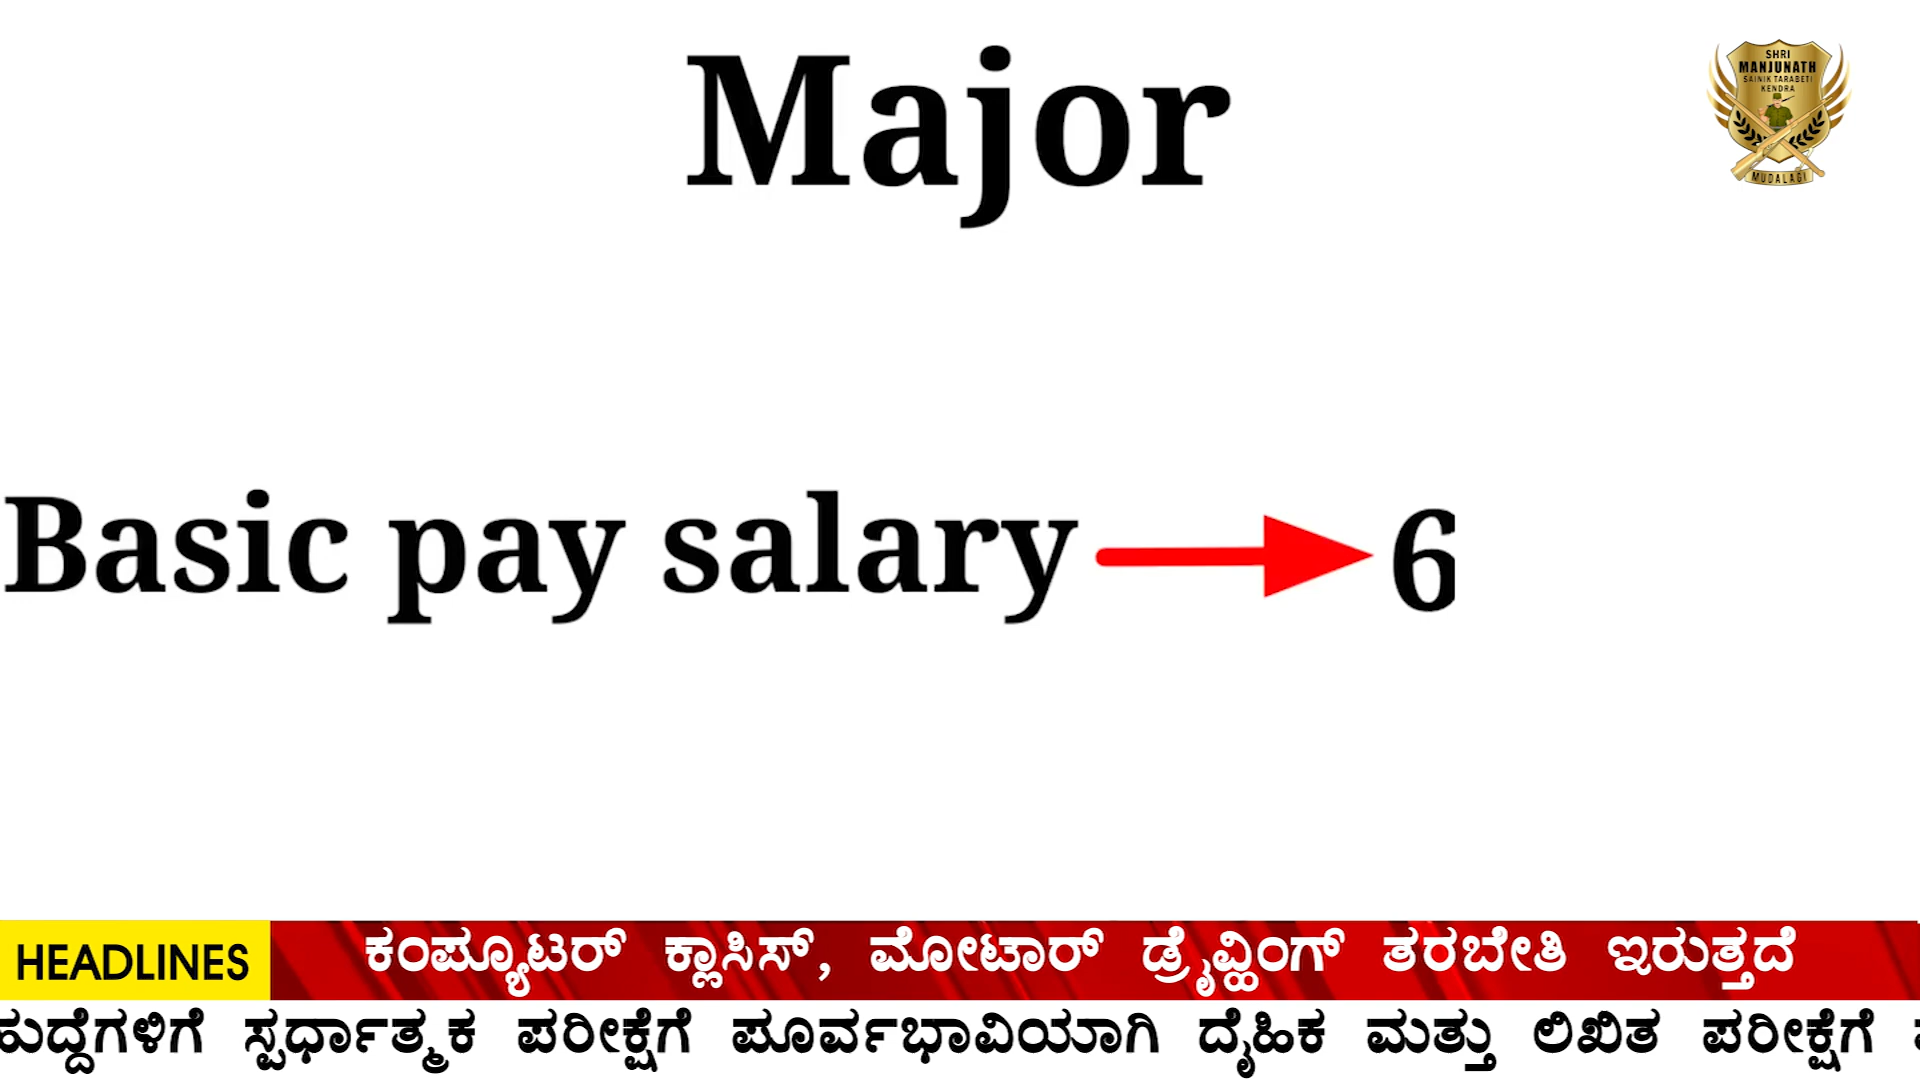 Major
SHRI
MANJUNATH
SAINIK TARABETI
KENDRA
MUDALAGI
Basic pay salary 6
HEADLINES ಕಂಪ್ಯೂಟರ್ ಕ್ಲಾಸಿಸ್, ಮೋಟಾರ್ ಡ್ರೈವ್ಹಿಂಗ್ ತರಬೇತಿ ಇರುತ್ತದೆ
ಹುದ್ದೆಗಳಿಗೆ ಸ್ಪರ್ಧಾತ್ಮಕ ಪರೀಕ್ಷೆಗೆ ಪೂರ್ವಭಾವಿಯಾಗಿ ದೈಹಿಕ ಮತ್ತು ಲಿಖಿತ ಪರೀಕ್ಷೆಗೆ